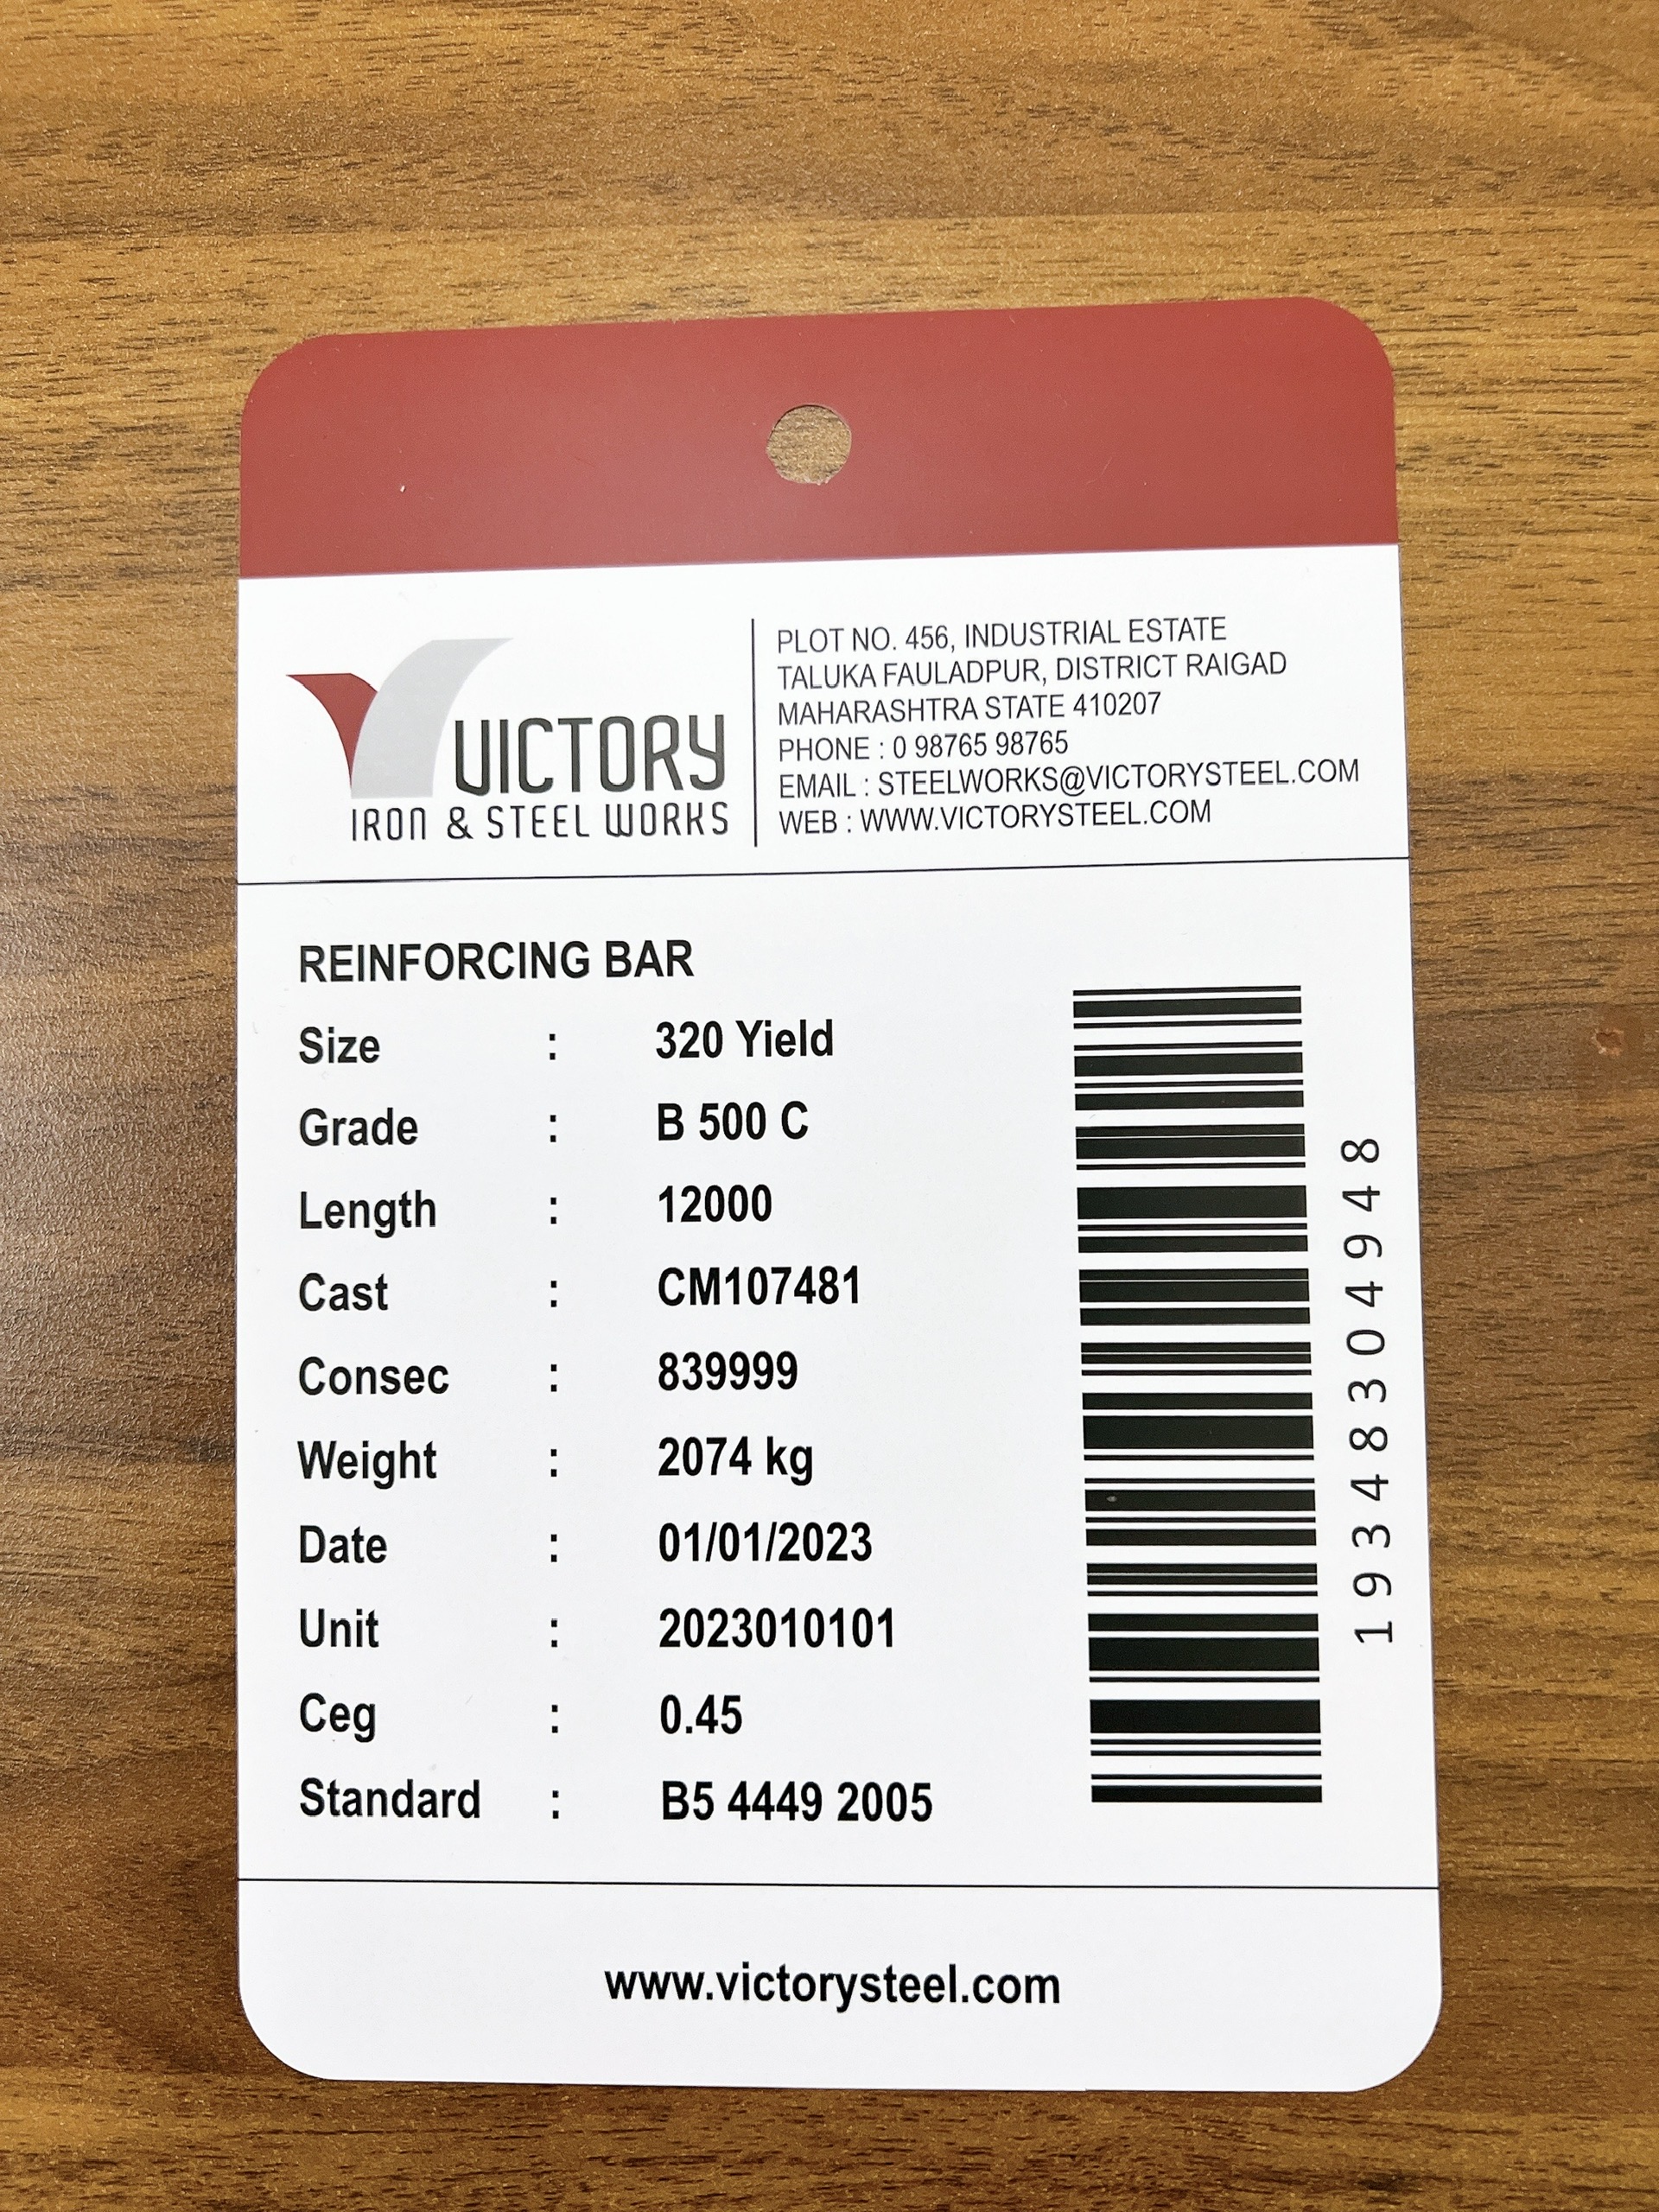 VICTORY
IRON & STEEL WORKS
PLOT NO. 456, INDUSTRIAL ESTATE
TALUKA FAULADPUR, DISTRICT RAIGAD
MAHARASHTRA STATE 410207
PHONE : 0 98765 98765
EMAIL : STEELWORKS@VICTORYSTEEL.COM
WEB : WWW.VICTORYSTEEL.COM
REINFORCING BAR
Size : 320 Yield
Grade : B 500 C
Length : 12000
Cast : CM107481
Consec : 839999
Weight : 2074 kg
Date : 01/01/2023
Unit : 2023010101
Ceg : 0.45
Standard : B5 4449 2005
19348304948
www.victorysteel.com